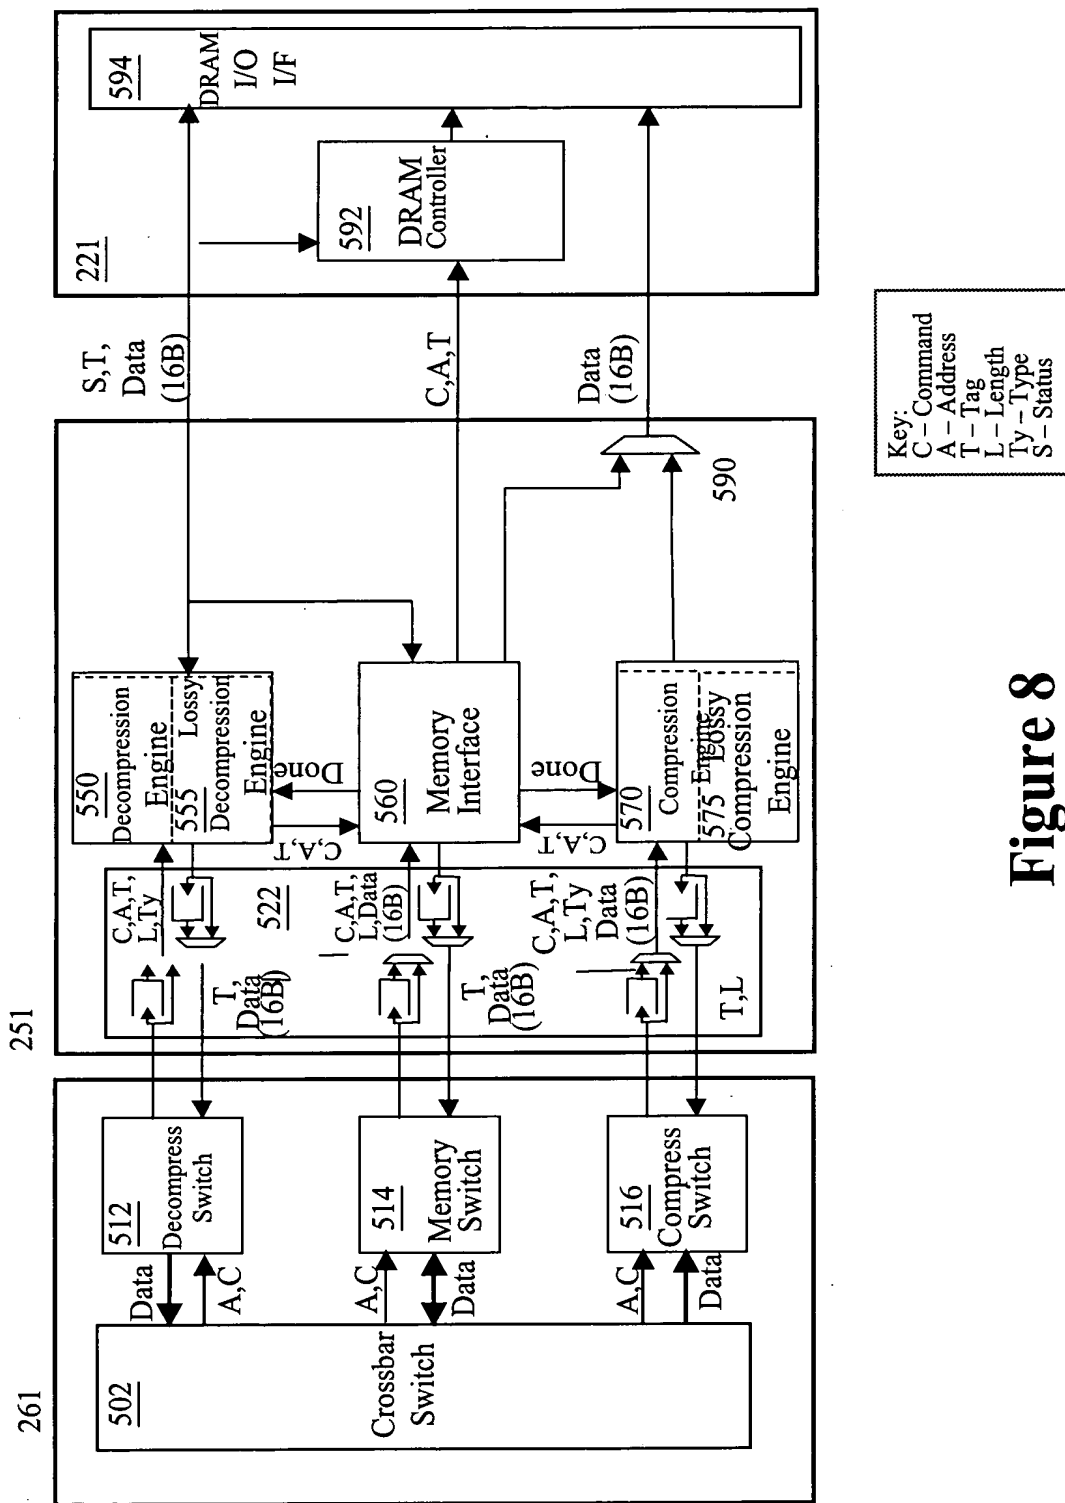 261
502
Crossbar
Switch
Data
A,C
A,C
Data
A,C
Data
512
Decompress
Switch
514
Memory
Switch
516
Compress
Switch
251
522
C,A,T,
L,Ty
T,
Data
(16B)
C,A,T,
L,Data
(16B)
T,
Data
(16B)
C,A,T,
L,Ty
Data
(16B)
T,L
550
Decompression
Engine
555
Lossy
Decompression
Engine
C,A,T
Done
560
Memory
Interface
C,A,T
Done
570
Compression
Engine
575 Lossy
Compression
Engine
590
S,T,
Data
(16B)
C,A,T
Data
(16B)
221
592
DRAM
Controller
594
DRAM
I/O
I/F
Key:
C – Command
A – Address
T – Tag
L – Length
Ty – Type
S – Status
Figure 8